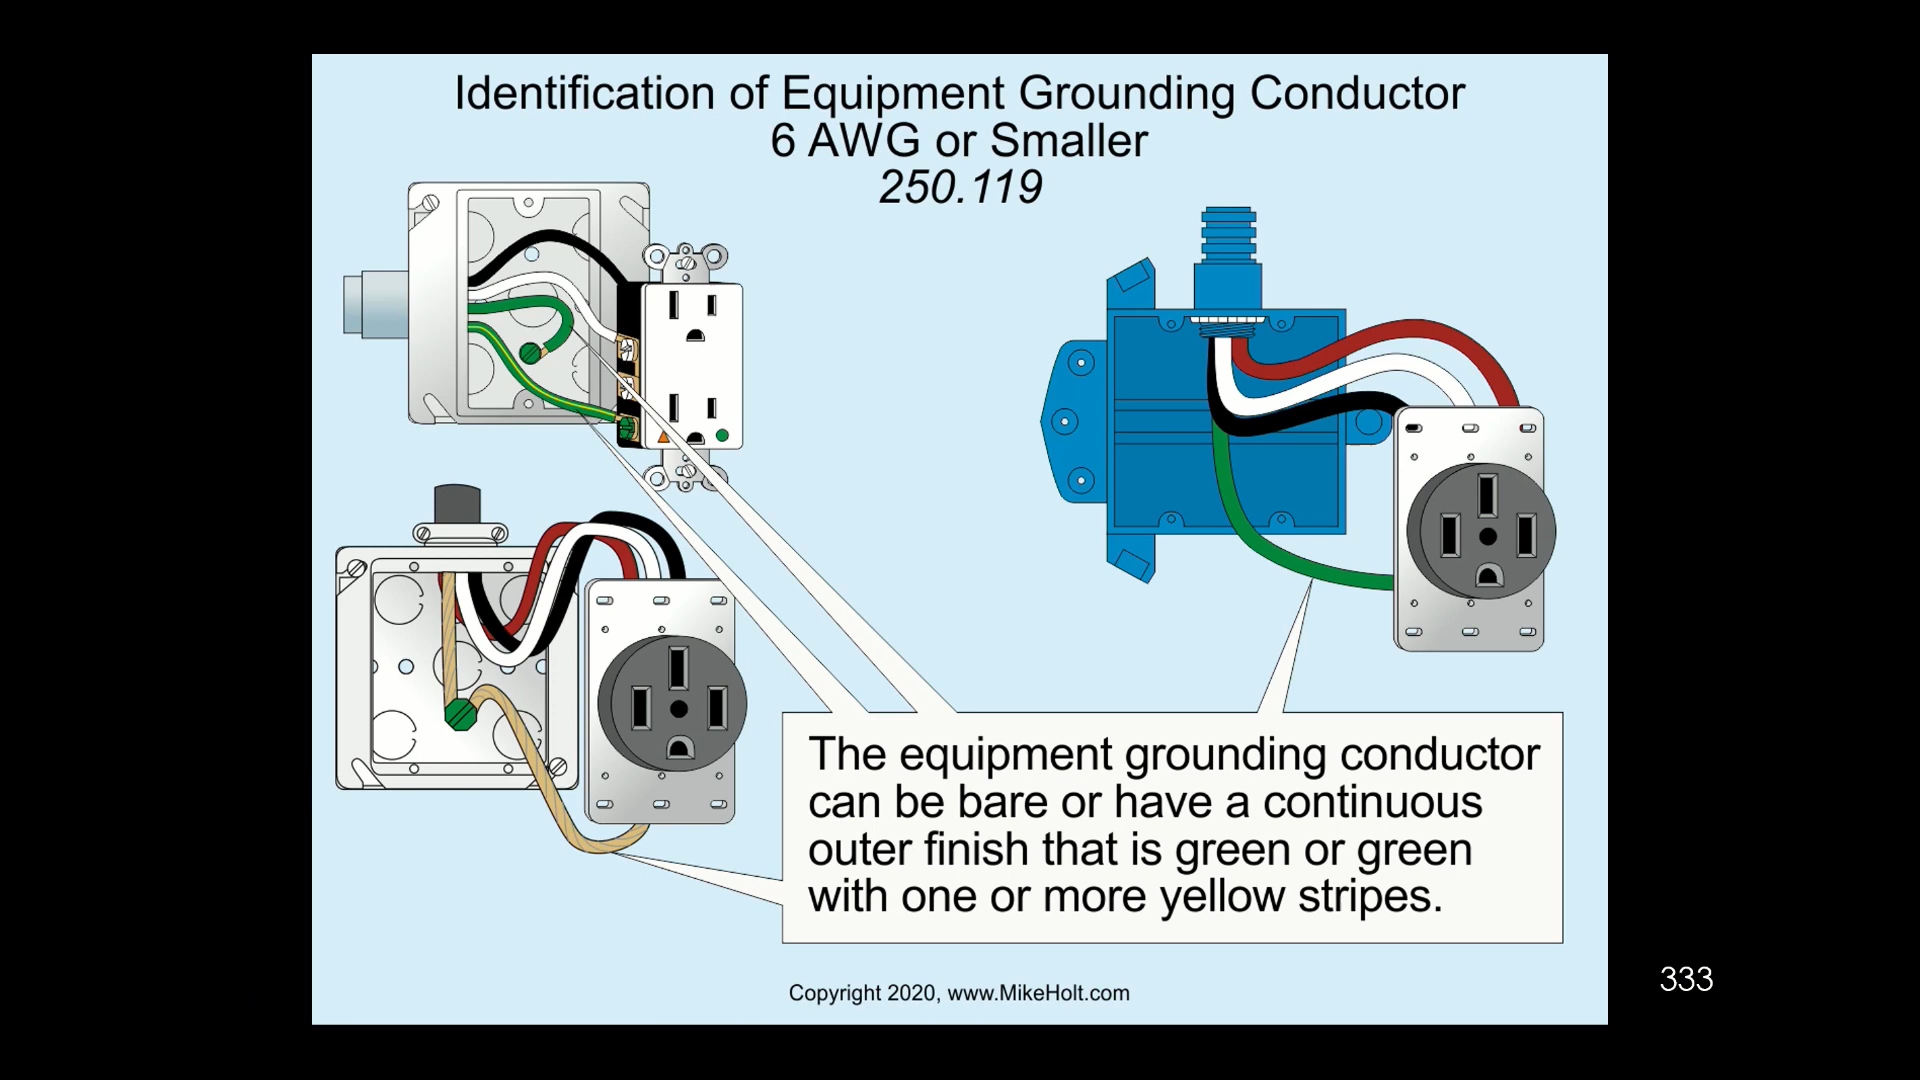 Identification of Equipment Grounding Conductor
6 AWG or Smaller
250.119
The equipment grounding conductor
can be bare or have a continuous
outer finish that is green or green
with one or more yellow stripes.
Copyright 2020, www.MikeHolt.com
333